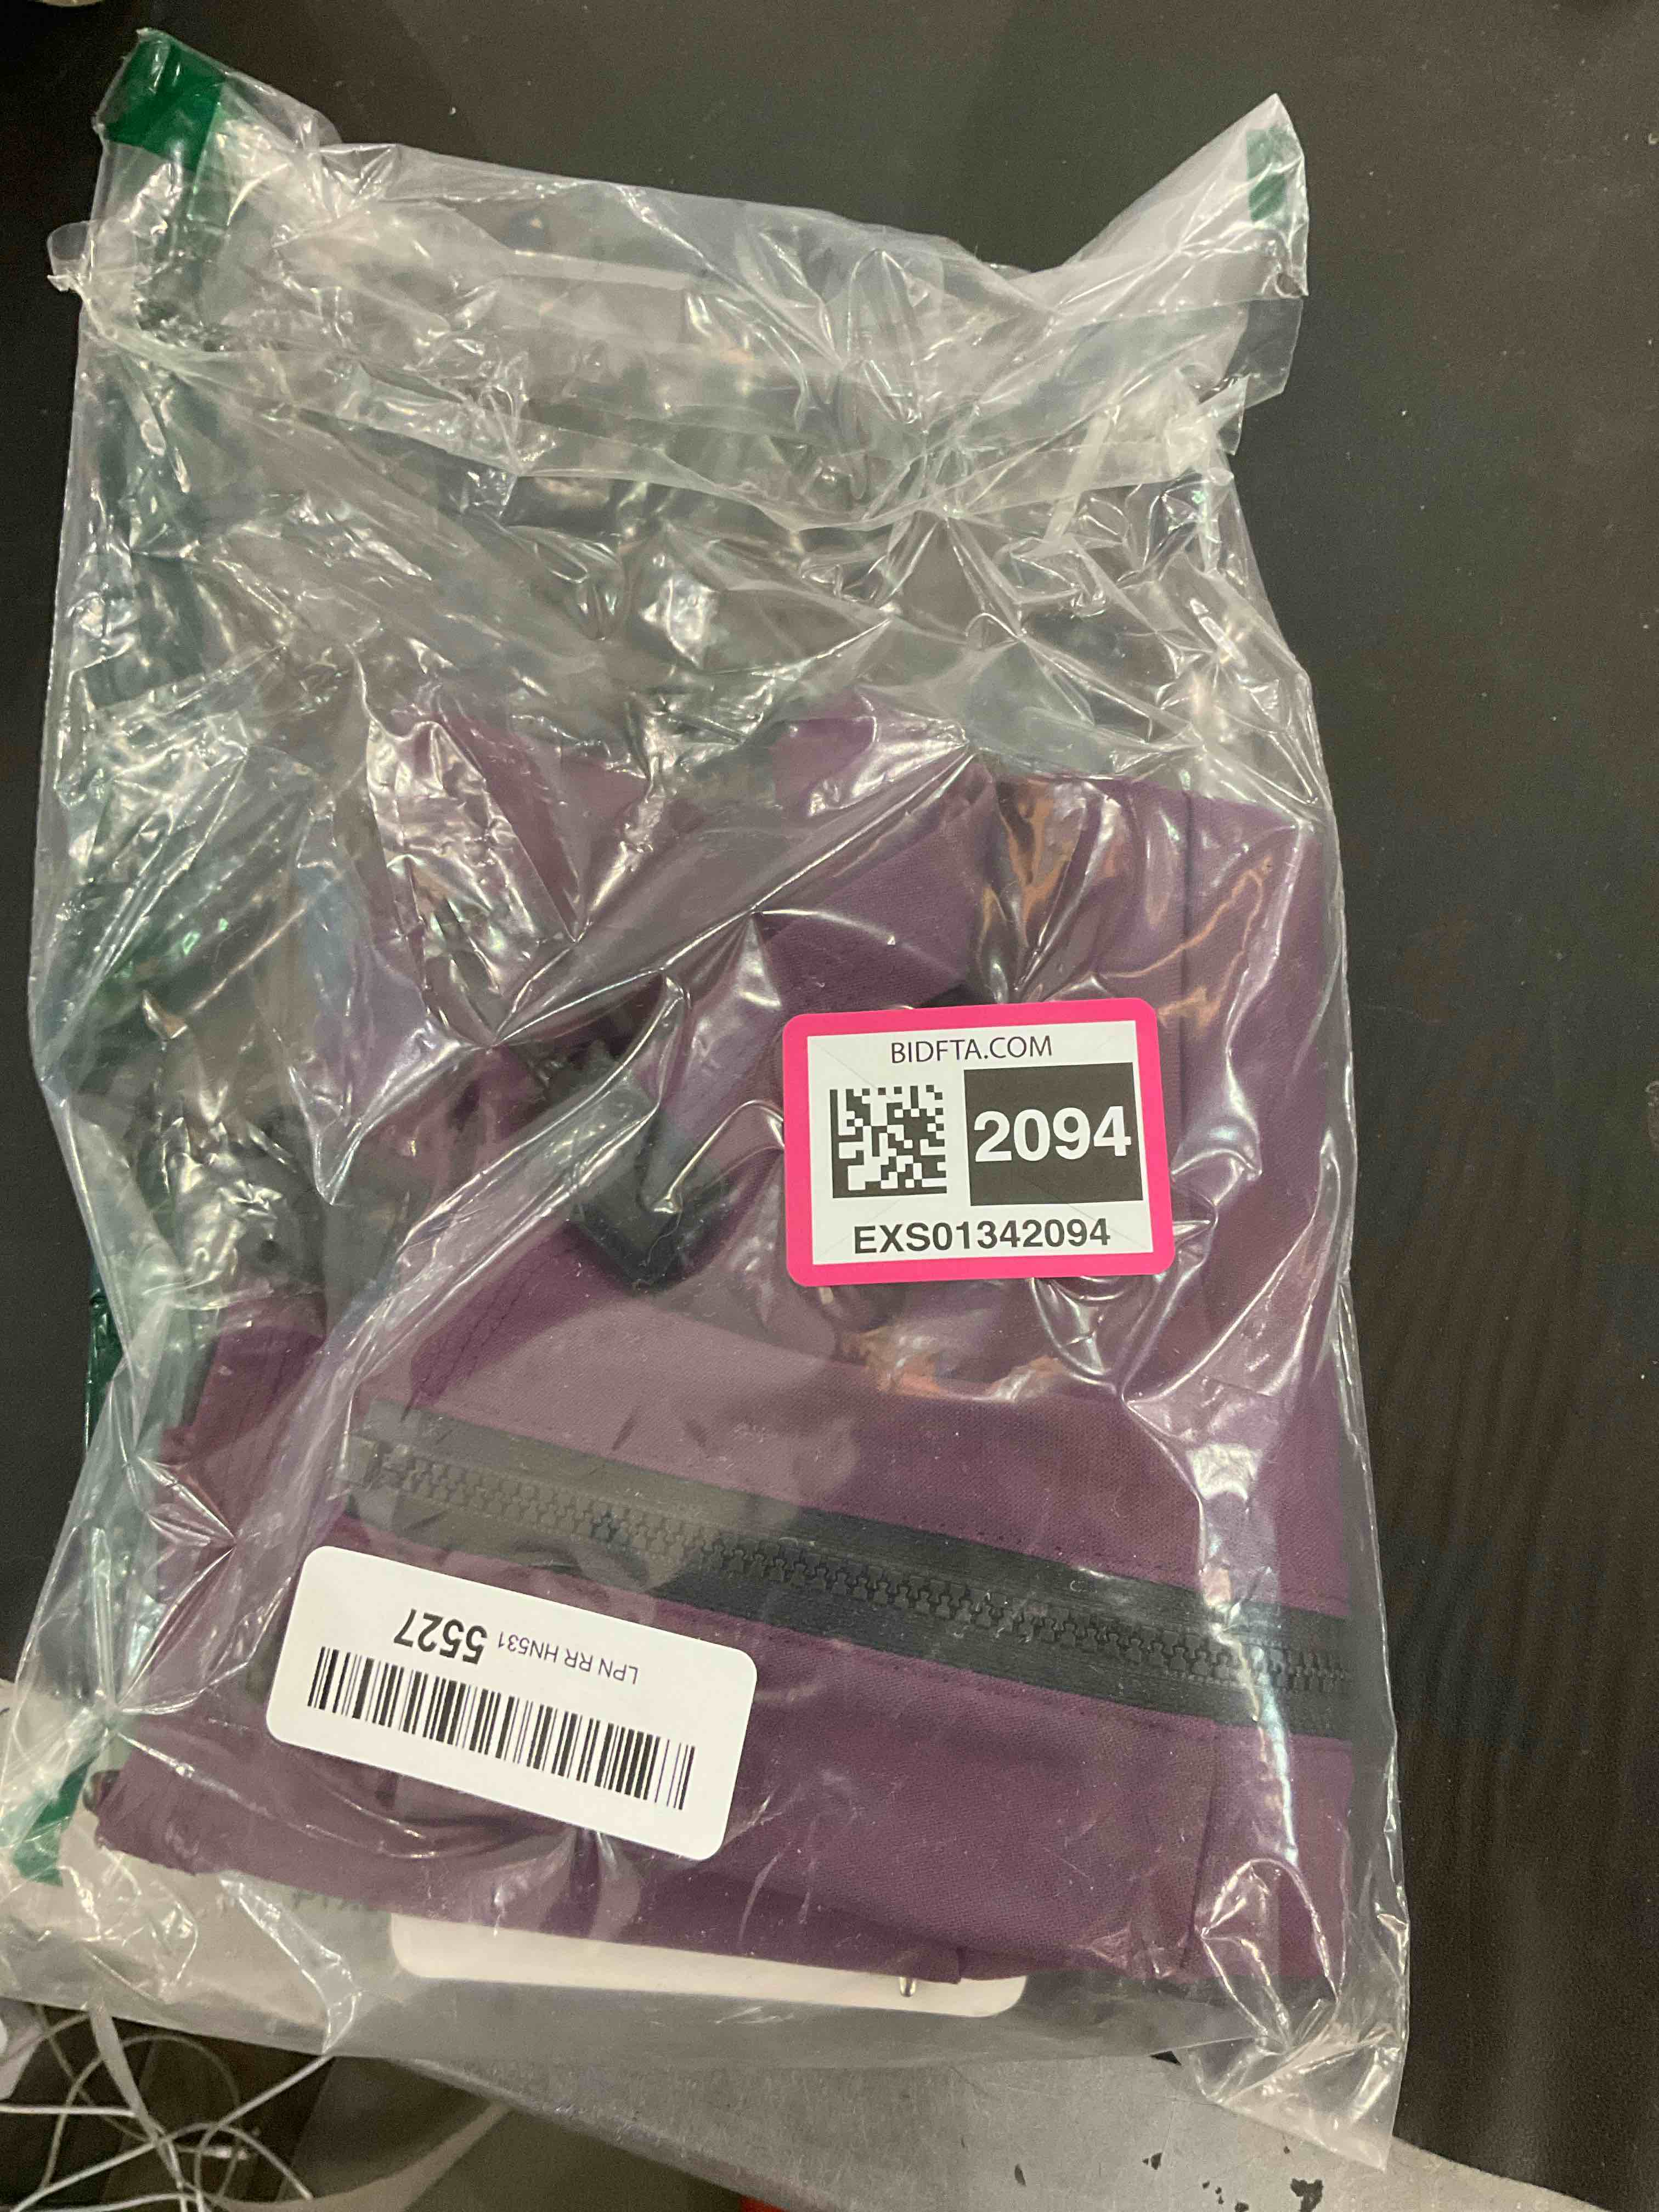 BIDFTA.COM
2094
EXS01342094
LPN RR HN531 5527